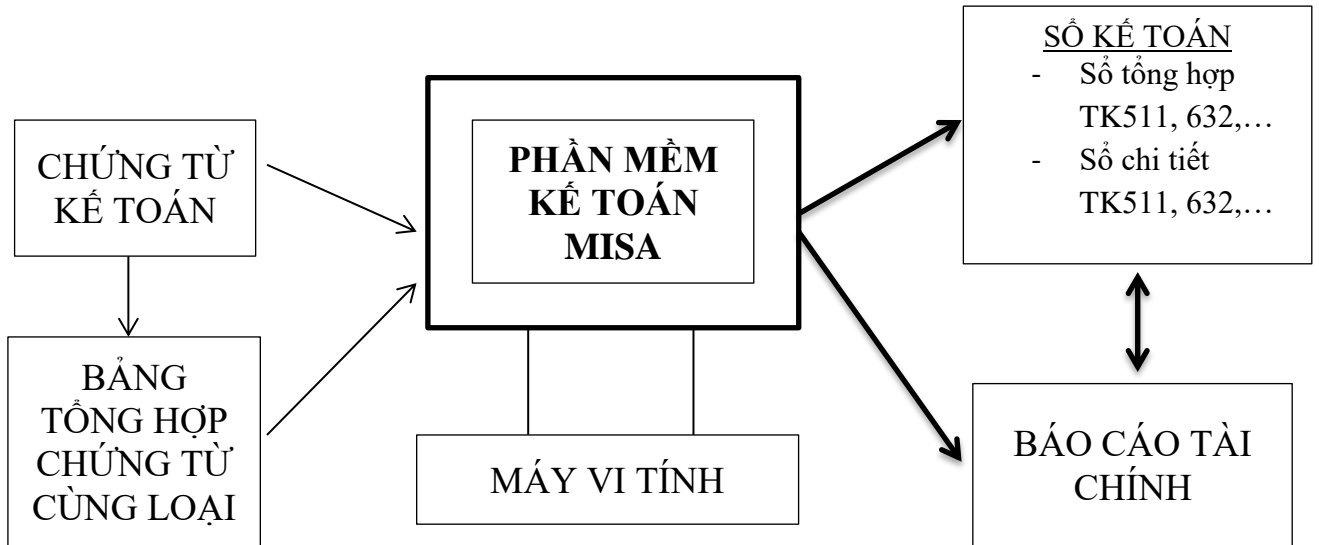 CHỨNG TỪ
KẾ TOÁN
BẢNG
TỔNG HỢP
CHỨNG TỪ
CÙNG LOẠI
PHẦN MỀM
KẾ TOÁN
MISA
MÁY VI TÍNH
SỔ KẾ TOÁN
- Sổ tổng hợp
TK511, 632,…
- Sổ chi tiết
TK511, 632,…
BÁO CÁO TÀI
CHÍNH